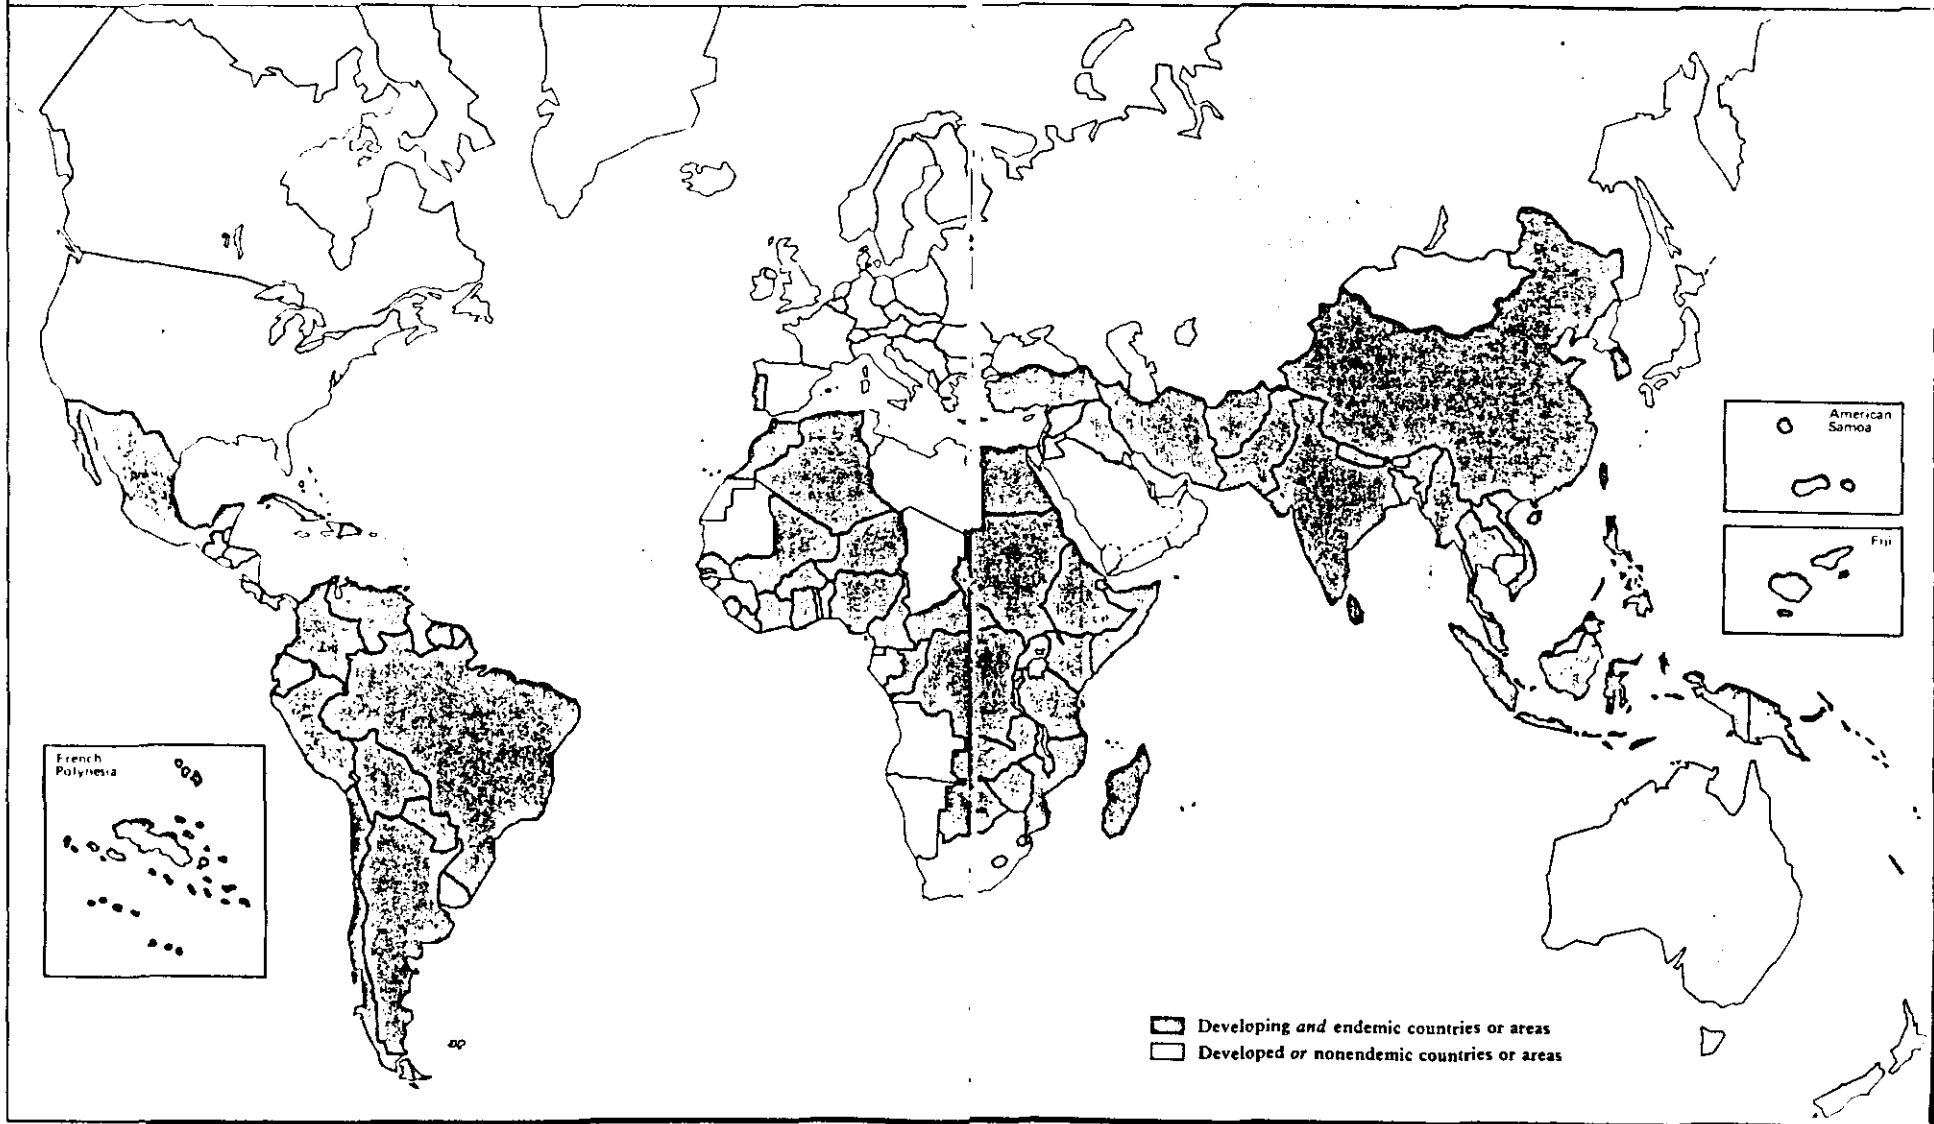 American
Samoa
Fiji
French
Polynesia
Developing and endemic countries or areas
Developed or nonendemic countries or areas